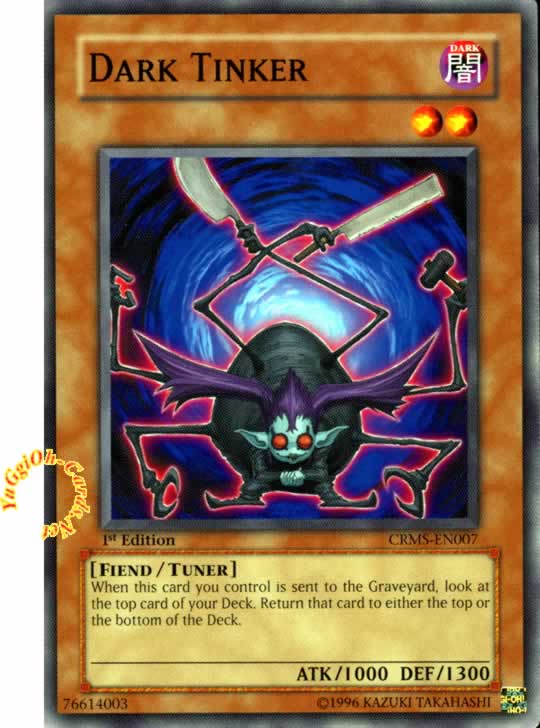 DARK TINKER
DARK
闇
YuGgiOh-Cards.Net
1st Edition
CRMS-EN007
[FIEND / TUNER]
When this card you control is sent to the Graveyard, look at
the top card of your Deck. Return that card to either the top or
the bottom of the Deck.
ATK/1000 DEF/1300
76614003
©1996 KAZUKI TAKAHASHI